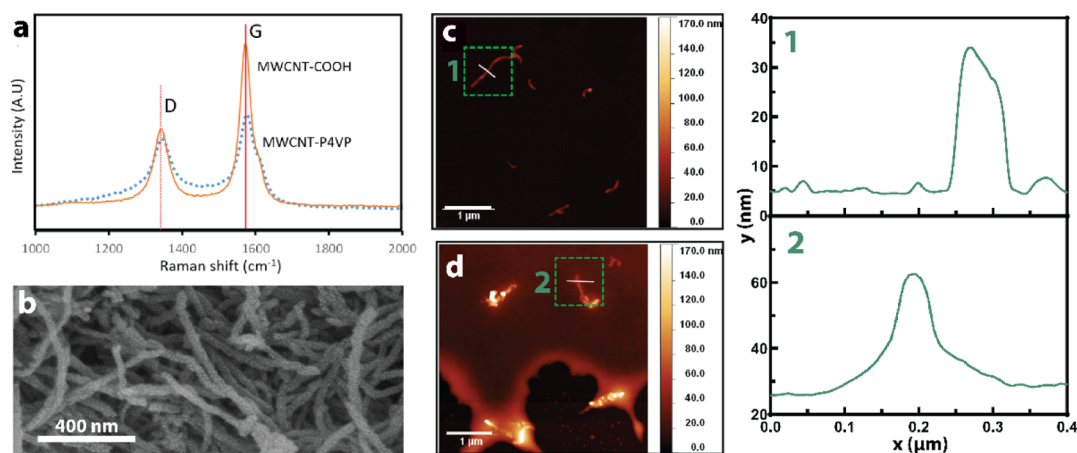 a
Intensity (A.U)
D
G
MWCNT-COOH
MWCNT-P4VP
1000 1200 1400 1600 1800 2000
Raman shift (cm⁻¹)
b
400 nm
c
1
1 µm
170.0 nm
140.0
120.0
100.0
80.0
60.0
40.0
20.0
0.0
d
2
1 µm
170.0 nm
140.0
120.0
100.0
80.0
60.0
40.0
20.0
0.0
y (nm)
1
40
30
20
10
0
2
60
40
20
0.0 0.1 0.2 0.3 0.4
x (µm)